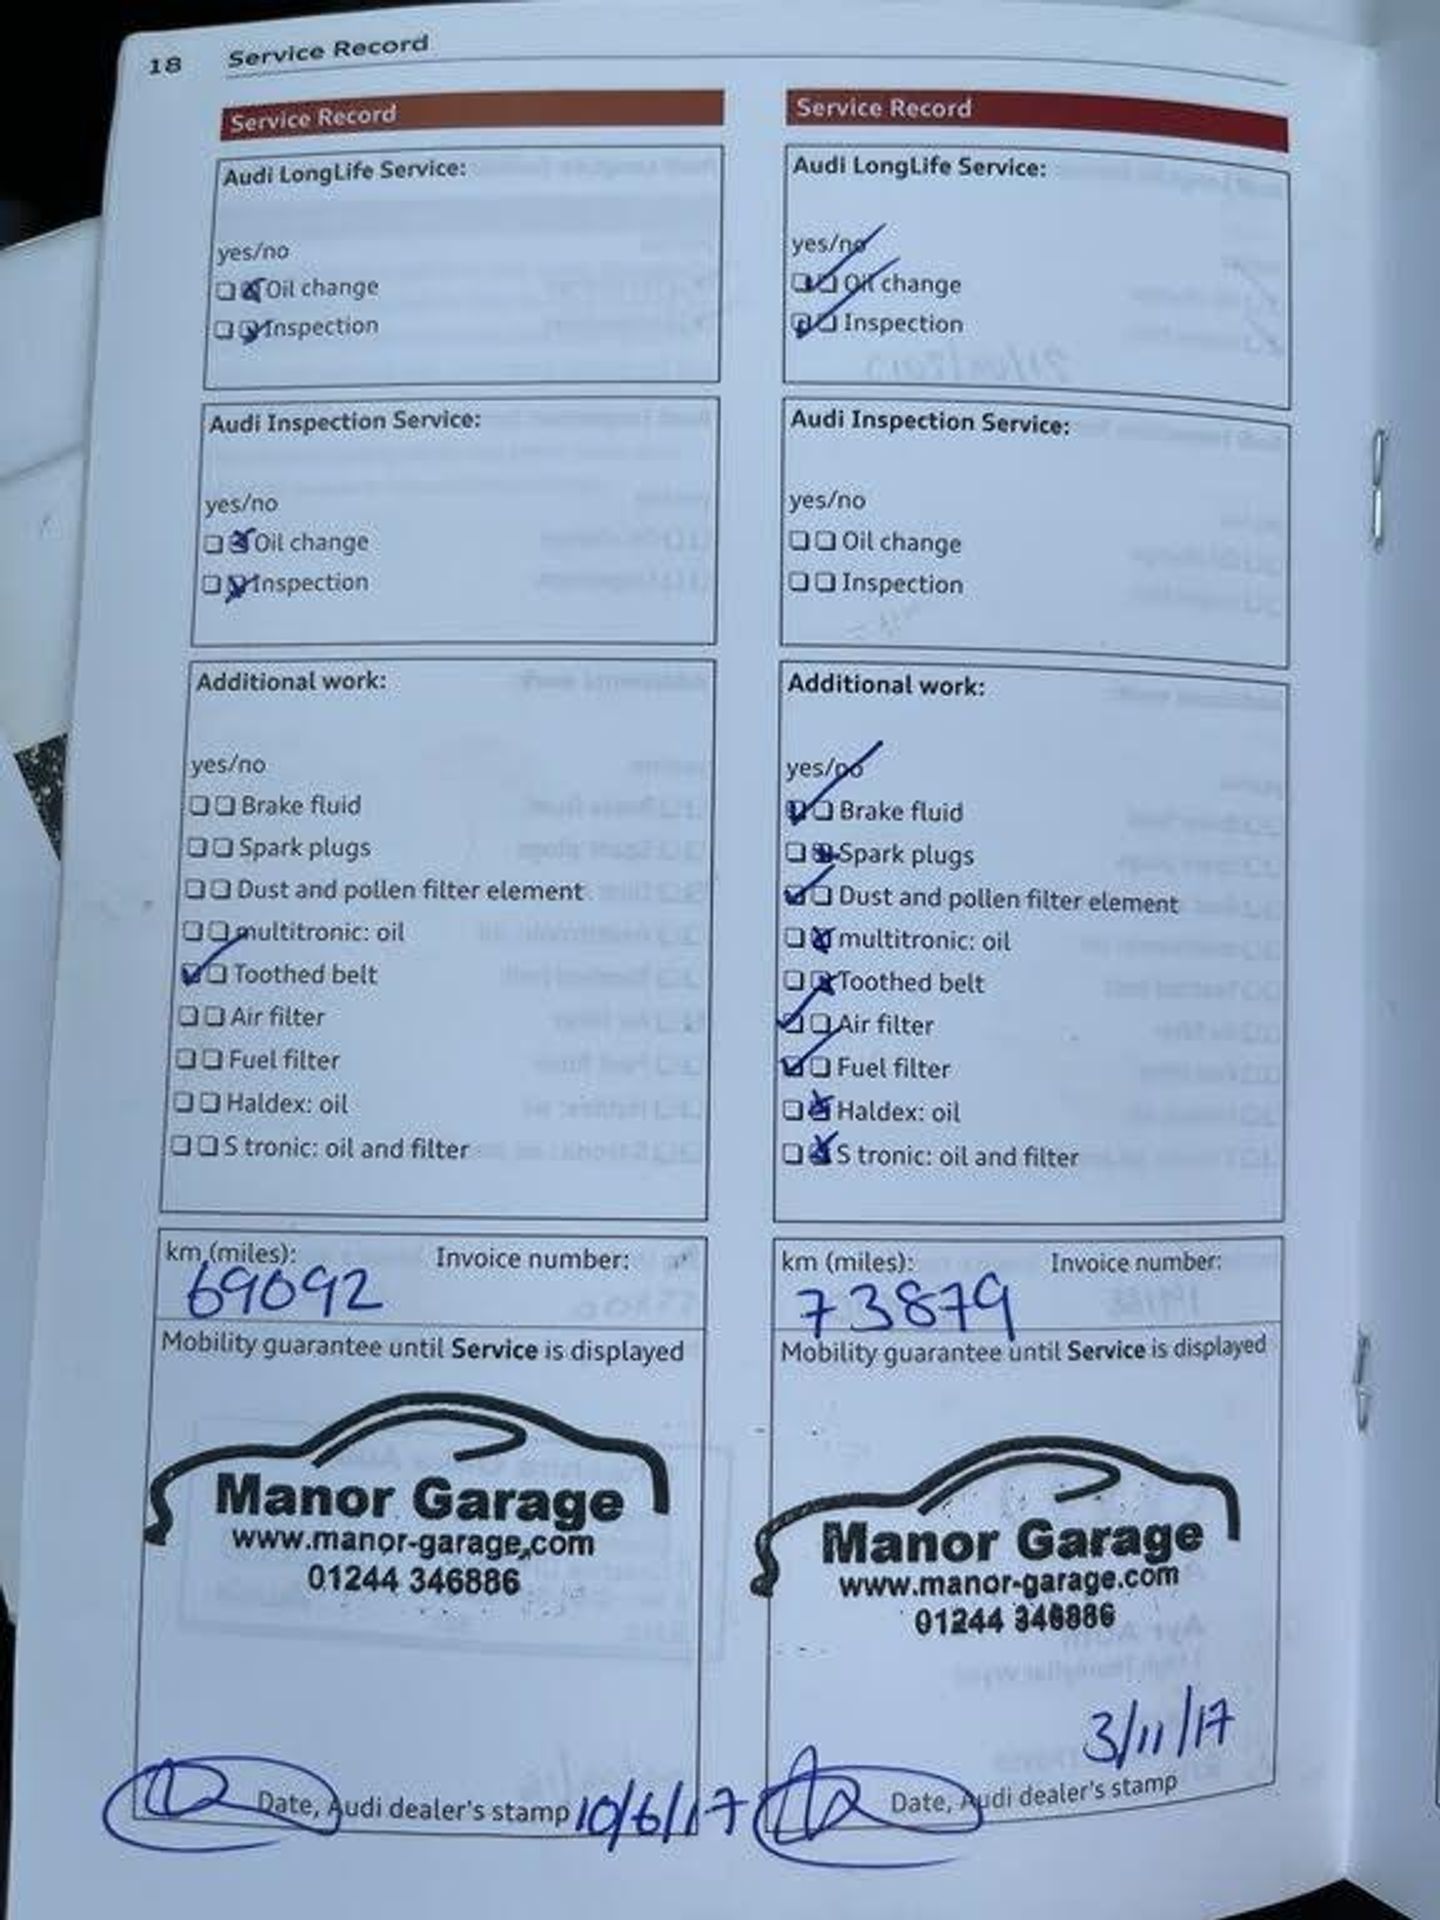 18 Service Record
Service Record
Audi LongLife Service:
yes/no
Oil change
Inspection
Audi Inspection Service:
yes/no
Oil change
Inspection
Additional work:
yes/no
Brake fluid
Spark plugs
Dust and pollen filter element
multitronic: oil
Toothed belt
Air filter
Fuel filter
Haldex: oil
S tronic: oil and filter
km (miles): Invoice number:
69092
Mobility guarantee until Service is displayed
Manor Garage
www.manor-garage.com
01244 346886
Date, Audi dealer's stamp 10/6/17
Service Record
Audi LongLife Service:
yes/no
Oil change
Inspection
Audi Inspection Service:
yes/no
Oil change
Inspection
Additional work:
yes/no
Brake fluid
Spark plugs
Dust and pollen filter element
multitronic: oil
Toothed belt
Air filter
Fuel filter
Haldex: oil
S tronic: oil and filter
km (miles): Invoice number:
73879
Mobility guarantee until Service is displayed
Manor Garage
www.manor-garage.com
01244 346886
3/11/17
Date, Audi dealer's stamp